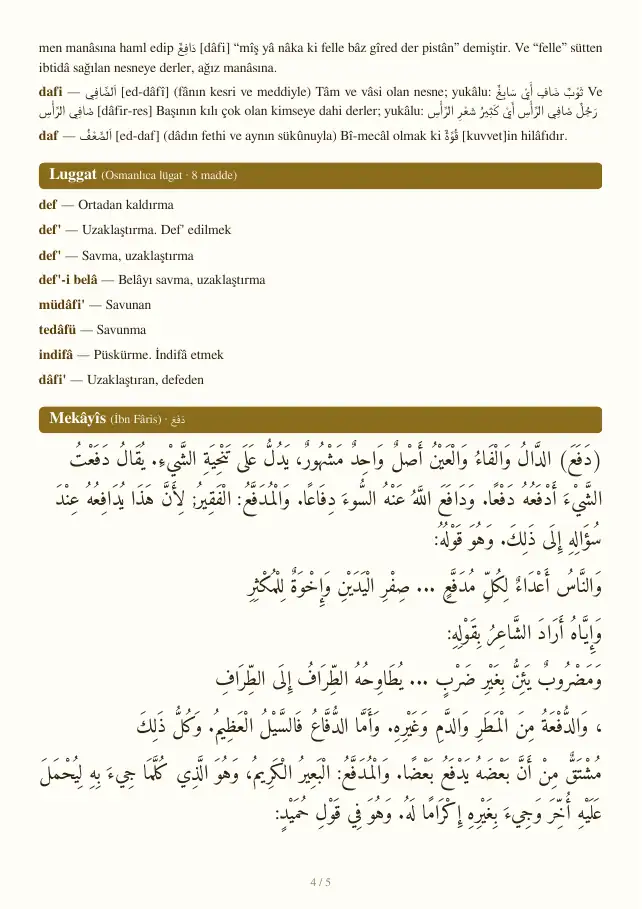 men manâsına haml edip دَافِعٌ [dâfi] “mîş yâ nâka ki felle bâz gîred der pistân” demiştir. Ve “felle” sütten
ibtidâ sağılan nesneye derler, ağız manâsına.
dafi — اَلضَّافِي [ed-dâfî] (fânın kesri ve meddiyle) Tâm ve vâsi olan nesne; yukâlu: ثَوْبٌ ضَافٍ أَيْ سَابِغٌ Ve
ضَافِي الرَّأْسِ [dâfir-res] Başının kılı çok olan kimseye dahi derler; yukâlu: رَجُلٌ ضَافِي الرَّأْسِ أَيْ كَثِيرُ شَعْرِ الرَّأْسِ
daf — اَلضَّعْفُ [ed-daf] (dâdın fethi ve aynın sükûnuyla) Bî-mecâl olmak ki قُوَّةٌ [kuvvet]in hilâfıdır.
Luggat (Osmanlıca lügat · 8 madde)
def — Ortadan kaldırma
def' — Uzaklaştırma. Def' edilmek
def' — Savma, uzaklaştırma
def'-i belâ — Belâyı savma, uzaklaştırma
müdâfi' — Savunan
tedâfü — Savunma
indifâ — Püskürme. İndifâ etmek
dâfi' — Uzaklaştıran, defeden
Mekâyîs (İbn Fâris) · دَفَعَ
(دَفَعَ) الدَّالُ وَالْفَاءُ وَالْعَيْنُ أَصْلٌ وَاحِدٌ مَشْهُورٌ، يَدُلُّ عَلَى تَنْحِيَةِ الشَّيْءِ. يُقَالُ دَفَعْتُ
الشَّيْءَ أَدْفَعُهُ دَفْعًا. وَدَافَعَ اللَّهُ عَنْهُ السُّوءَ دِفَاعًا. وَالْمُدَفَّعُ: الْفَقِيرُ; لِأَنَّ هَذَا يُدَافِعُهُ عِنْدَ
سُؤَالِهِ إِلَى ذَلِكَ. وَهُوَ قَوْلُهُ:
وَالنَّاسُ أَعْدَاءٌ لِكُلِّ مُدَفَّعٍ ... صِفْرِ الْيَدَيْنِ وَإِخْوَةٌ لِلْمُكْثِرِ
وَإِيَّاهُ أَرَادَ الشَّاعِرُ بِقَوْلِهِ:
وَمَضْرُوبٌ يَئِنُّ بِغَيْرِ ضَرْبٍ ... يُطَاوِحُهُ الطِّرَافُ إِلَى الطِّرَافِ
، وَالدُّفْعَةُ مِنَ الْمَطَرِ وَالدَّمِ وَغَيْرِهِ. وَأَمَّا الدُّفَّاعُ فَالسَّيْلُ الْعَظِيمُ. وَكُلُّ ذَلِكَ
مُشْتَقٌّ مِنْ أَنَّ بَعْضَهُ يَدْفَعُ بَعْضًا. وَالْمُدَفَّعُ: الْبَعِيرُ الْكَرِيمُ، وَهُوَ الَّذِي كُلَّمَا جِيءَ بِهِ لِيُحْمَلَ
عَلَيْهِ أُخِّرَ وَجِيءَ بِغَيْرِهِ إِكْرَامًا لَهُ. وَهُوَ فِي قَوْلِ حُمَيْدٍ:
4 / 5